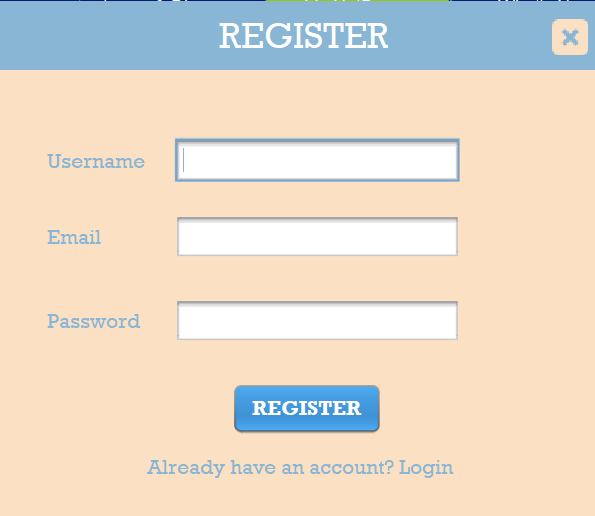 REGISTER
Username
Email
Password
REGISTER
Already have an account? Login